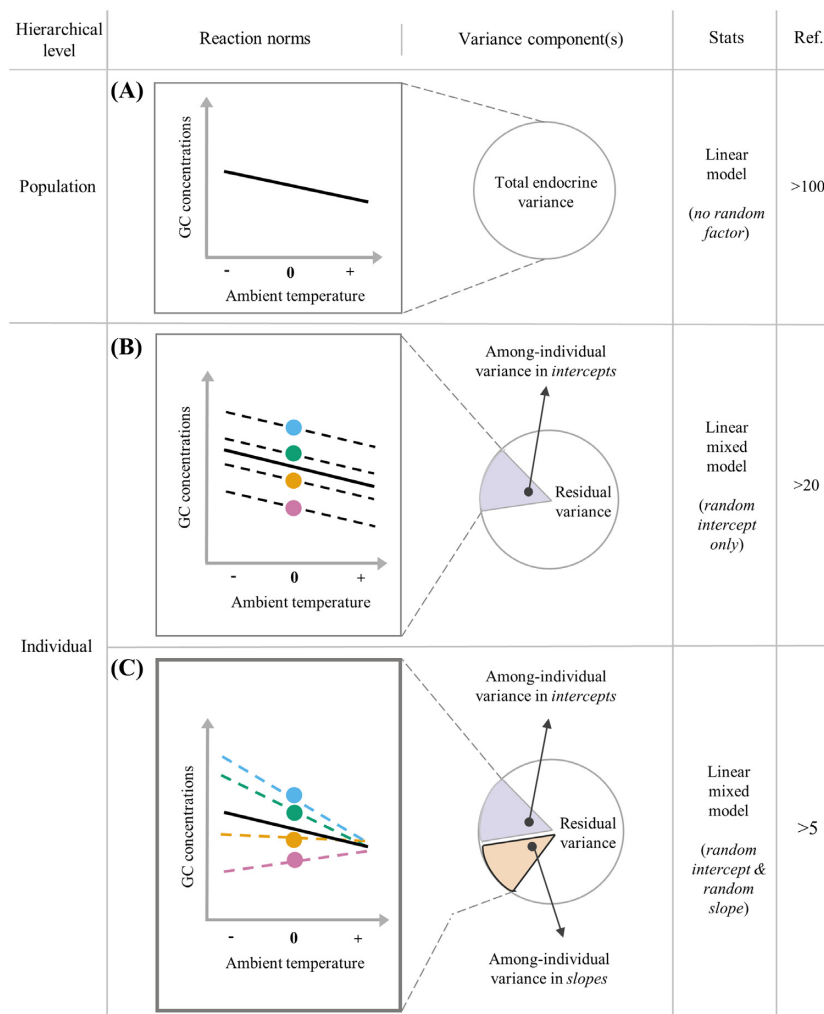 Hierarchical
level
Reaction norms
Variance component(s)
Stats
Ref.
Population
(A)
GC concentrations
-
0
+
Ambient temperature
Total endocrine
variance
Linear
model
(no random
factor)
>100
Individual
(B)
GC concentrations
-
0
+
Ambient temperature
Among-individual
variance in intercepts
Residual
variance
Linear
mixed
model
(random
intercept
only)
>20
(C)
GC concentrations
-
0
+
Ambient temperature
Among-individual
variance in intercepts
Residual
variance
Among-individual
variance in slopes
Linear
mixed
model
(random
intercept &
random
slope)
>5